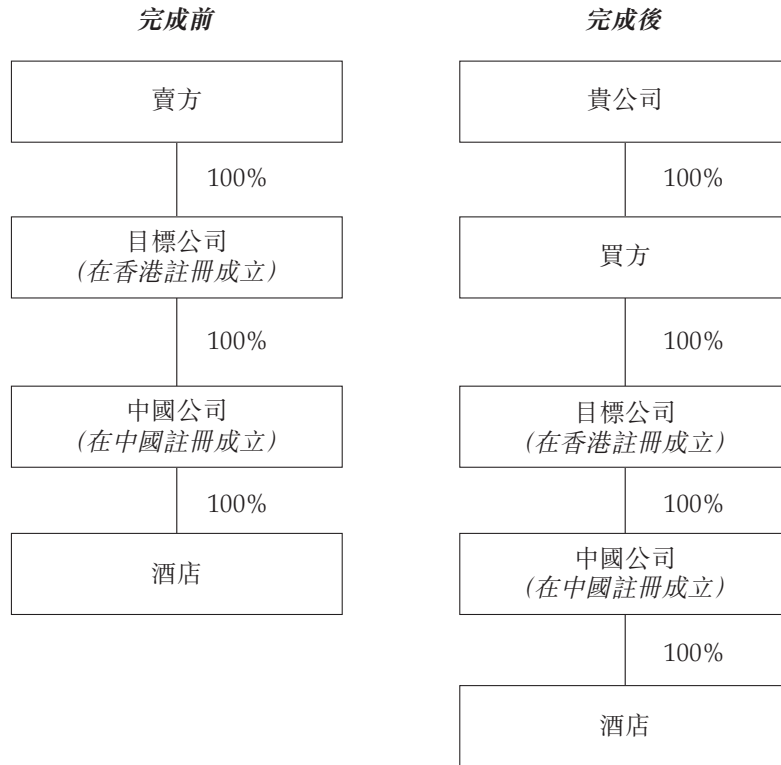 完成前
賣方
100%
目標公司
(在香港註冊成立)
100%
中國公司
(在中國註冊成立)
100%
酒店
完成後
貴公司
100%
買方
100%
目標公司
(在香港註冊成立)
100%
中國公司
(在中國註冊成立)
100%
酒店